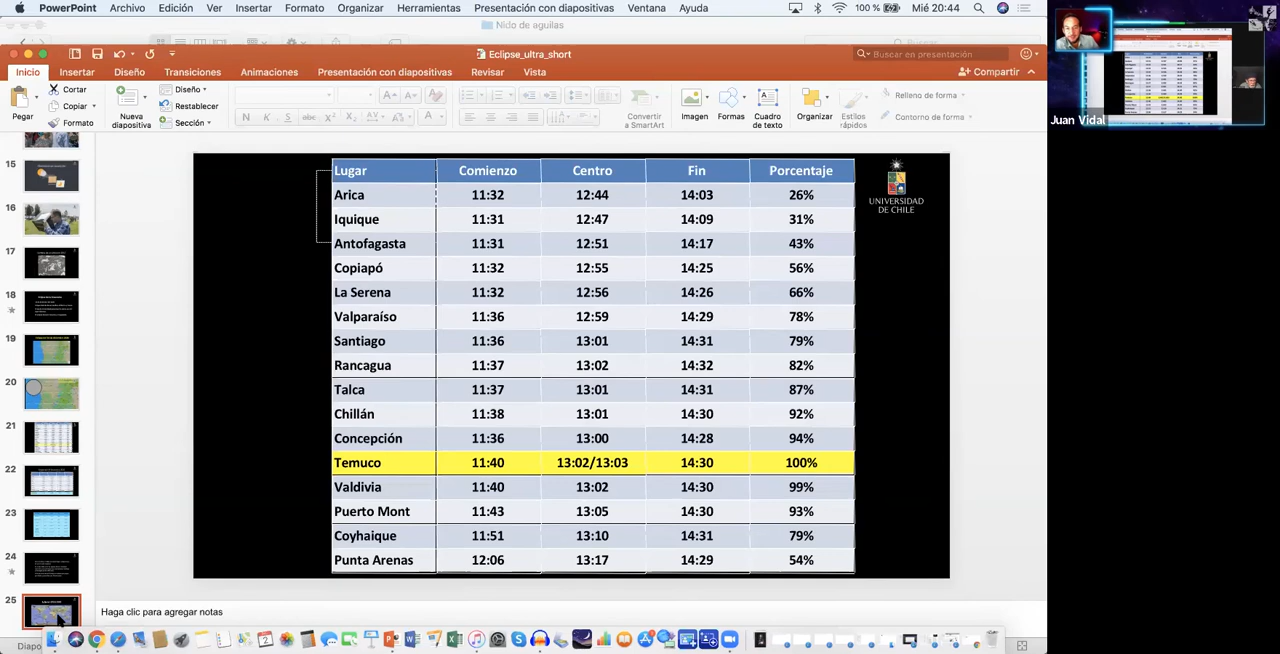 PowerPoint Archivo Edición Ver Insertar Formato Organizar Herramientas Presentación con diapositivas Ventana Ayuda 100 % Mié 20:44
Nido de aguilas
Buscar
Eclipse_ultra_short
Buscar en presentación
Inicio Insertar Diseño Transiciones Animaciones Presentación con diapositivas Revisar Vista Compartir
Pegar
Cortar
Copiar
Formato
Nueva diapositiva
Diseño
Restablecer
Sección
N K S abc
Convertir a SmartArt
Imagen
Formas
Cuadro de texto
Organizar
Estilos rápidos
Relleno de forma
Contorno de forma
Juan Vidal
15
16
17
18
19
20
21
22
23
24
25
Lugar Comienzo Centro Fin Porcentaje
Arica 11:32 12:44 14:03 26%
Iquique 11:31 12:47 14:09 31%
Antofagasta 11:31 12:51 14:17 43%
Copiapó 11:32 12:55 14:25 56%
La Serena 11:32 12:56 14:26 66%
Valparaíso 11:36 12:59 14:29 78%
Santiago 11:36 13:01 14:31 79%
Rancagua 11:37 13:02 14:32 82%
Talca 11:37 13:01 14:31 87%
Chillán 11:38 13:01 14:30 92%
Concepción 11:36 13:00 14:28 94%
Temuco 11:40 13:02/13:03 14:30 100%
Valdivia 11:40 13:02 14:30 99%
Puerto Mont 11:43 13:05 14:30 93%
Coyhaique 11:51 13:10 14:31 79%
Punta Arenas 12:06 13:17 14:29 54%
UNIVERSIDAD
DE CHILE
Haga clic para agregar notas
Diapo